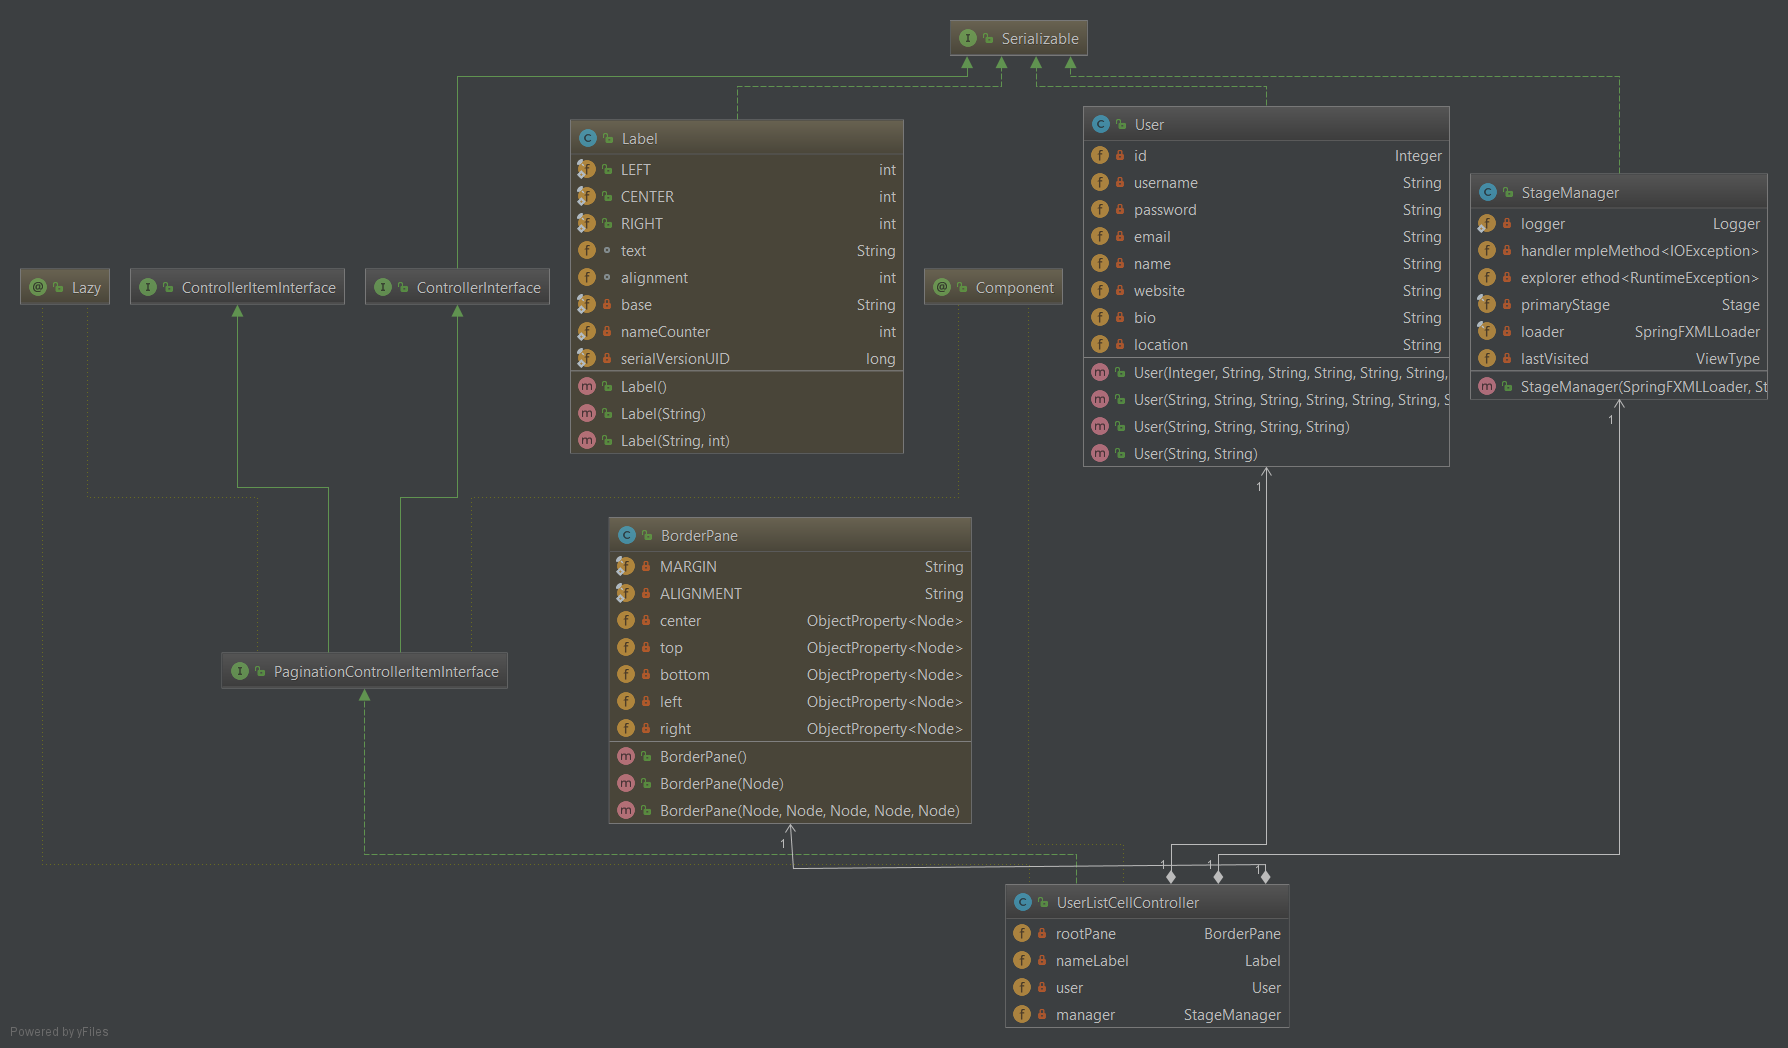 Serializable
Label
LEFT int
CENTER int
RIGHT int
text String
alignment int
base String
nameCounter int
serialVersionUID long
Label()
Label(String)
Label(String, int)
User
id Integer
username String
password String
email String
name String
website String
bio String
location String
User(Integer, String, String, String, String,
User(String, String, String, String, String, S
User(String, String, String, String)
User(String, String)
StageManager
logger Logger
handler mpleMethod<IOException>
explorer ethod<RuntimeException>
primaryStage Stage
loader SpringFXMLLoader
lastVisited ViewType
StageManager(SpringFXMLLoader, St
@ Lazy
ControllerItemInterface
ControllerInterface
@ Component
1
1
BorderPane
MARGIN String
ALIGNMENT String
center ObjectProperty<Node>
top ObjectProperty<Node>
bottom ObjectProperty<Node>
left ObjectProperty<Node>
right ObjectProperty<Node>
BorderPane()
BorderPane(Node)
BorderPane(Node, Node, Node, Node, Node)
PaginationControllerItemInterface
1
1
1
1
UserListCellController
rootPane BorderPane
nameLabel Label
user User
manager StageManager
Powered by yFiles